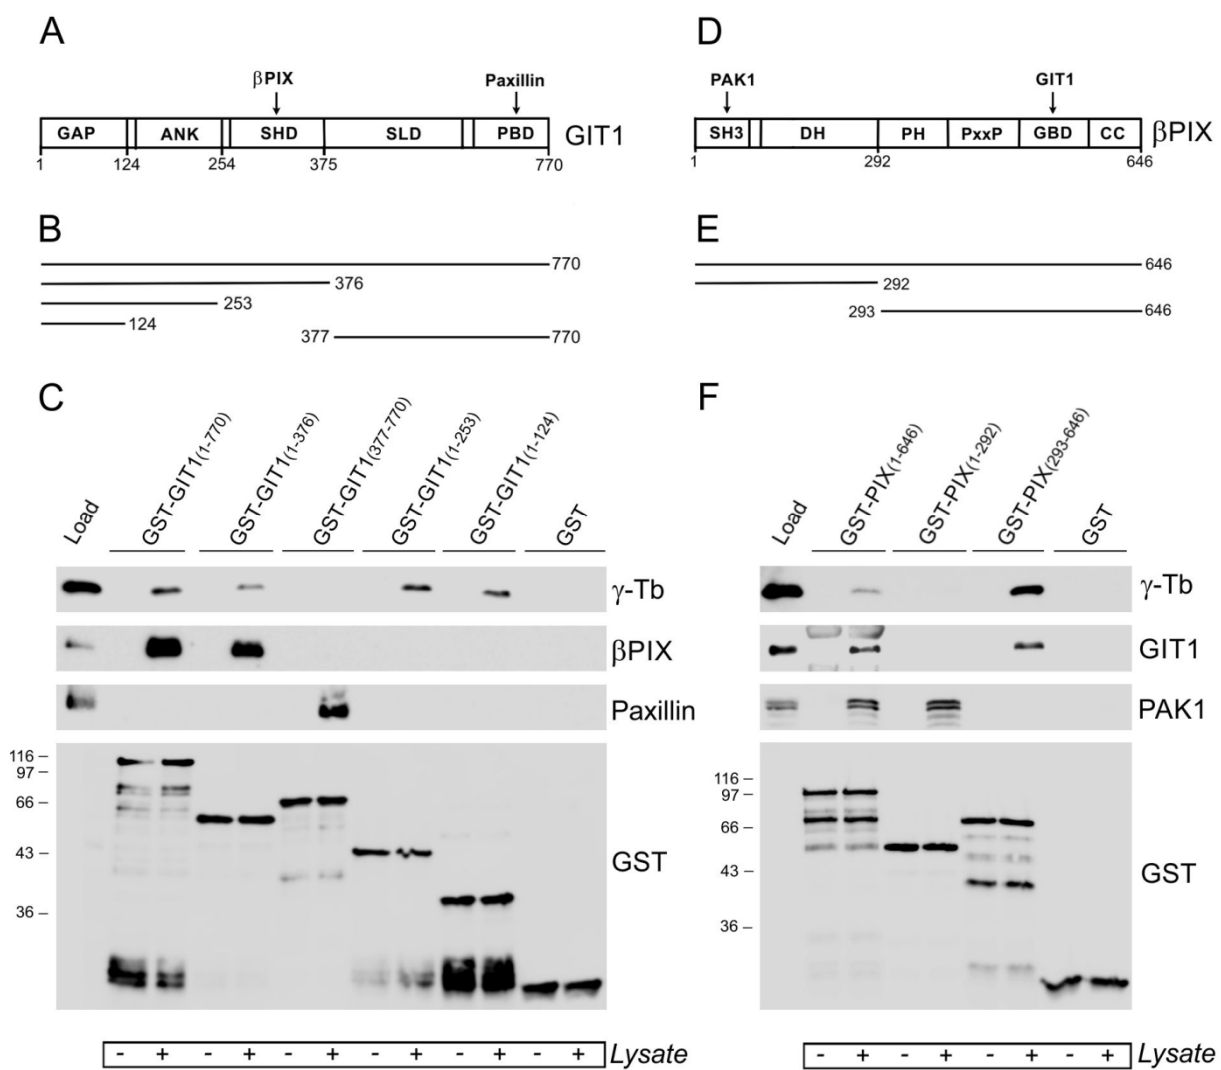 A
βPIX
Paxillin
GAP ANK SHD SLD PBD GIT1
1 124 254 375 770
B
770
376
253
124
377 770
C
Load GST-GIT1(1-770) GST-GIT1(1-376) GST-GIT1(377-770) GST-GIT1(1-253) GST-GIT1(1-124) GST
γ-Tb
βPIX
Paxillin
116
97
66
43
36
GST
- + - + - + - + - + - + Lysate
D
PAK1
GIT1
SH3 DH PH PxxP GBD CC βPIX
1 292 646
E
646
292
293 646
F
Load GST-PIX(1-646) GST-PIX(1-292) GST-PIX(293-646) GST
γ-Tb
GIT1
PAK1
116
97
66
43
36
GST
- + - + - + - + Lysate